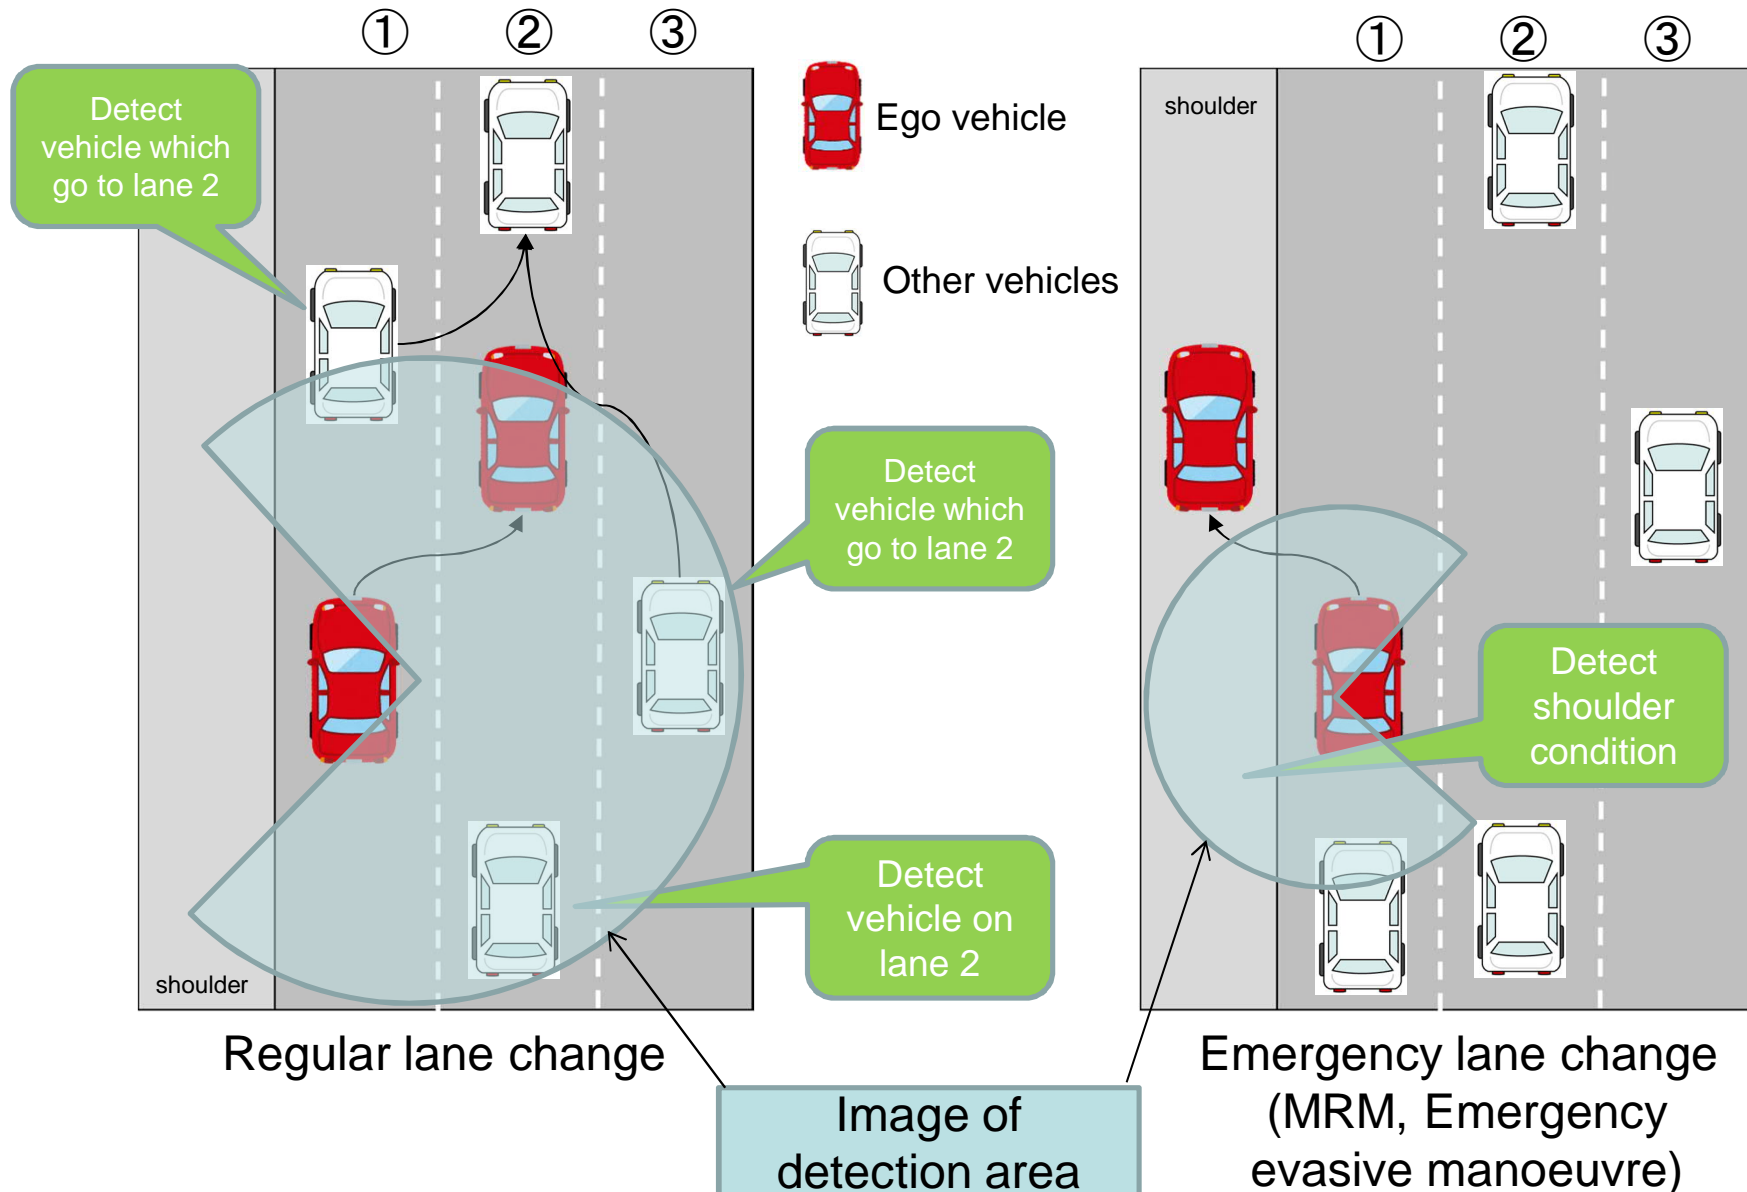 ① ② ③
Detect
vehicle which
go to lane 2
Ego vehicle
Other vehicles
Detect
vehicle which
go to lane 2
Detect
vehicle on
lane 2
shoulder
Regular lane change
① ② ③
shoulder
Detect
shoulder
condition
Emergency lane change
(MRM, Emergency
evasive manoeuvre)
Image of
detection area